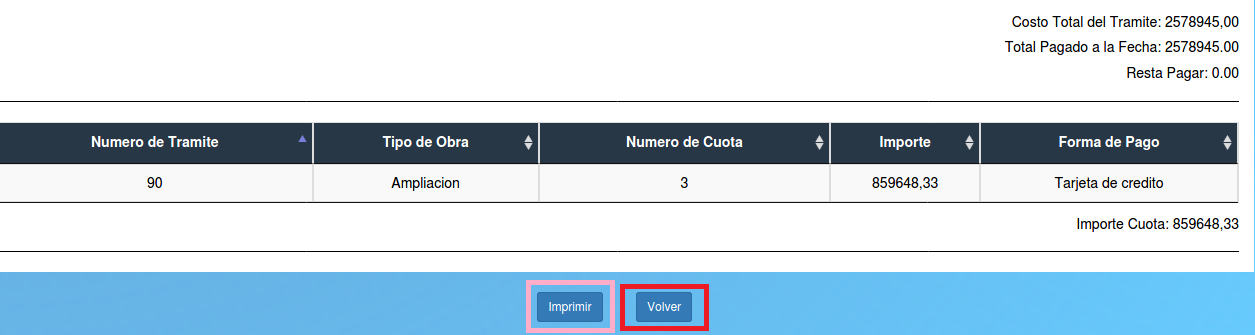 Costo Total del Tramite: 2578945,00
Total Pagado a la Fecha: 2578945.00
Resta Pagar: 0.00
Numero de Tramite Tipo de Obra Numero de Cuota Importe Forma de Pago
90 Ampliacion 3 859648,33 Tarjeta de credito
Importe Cuota: 859648,33
Imprimir Volver